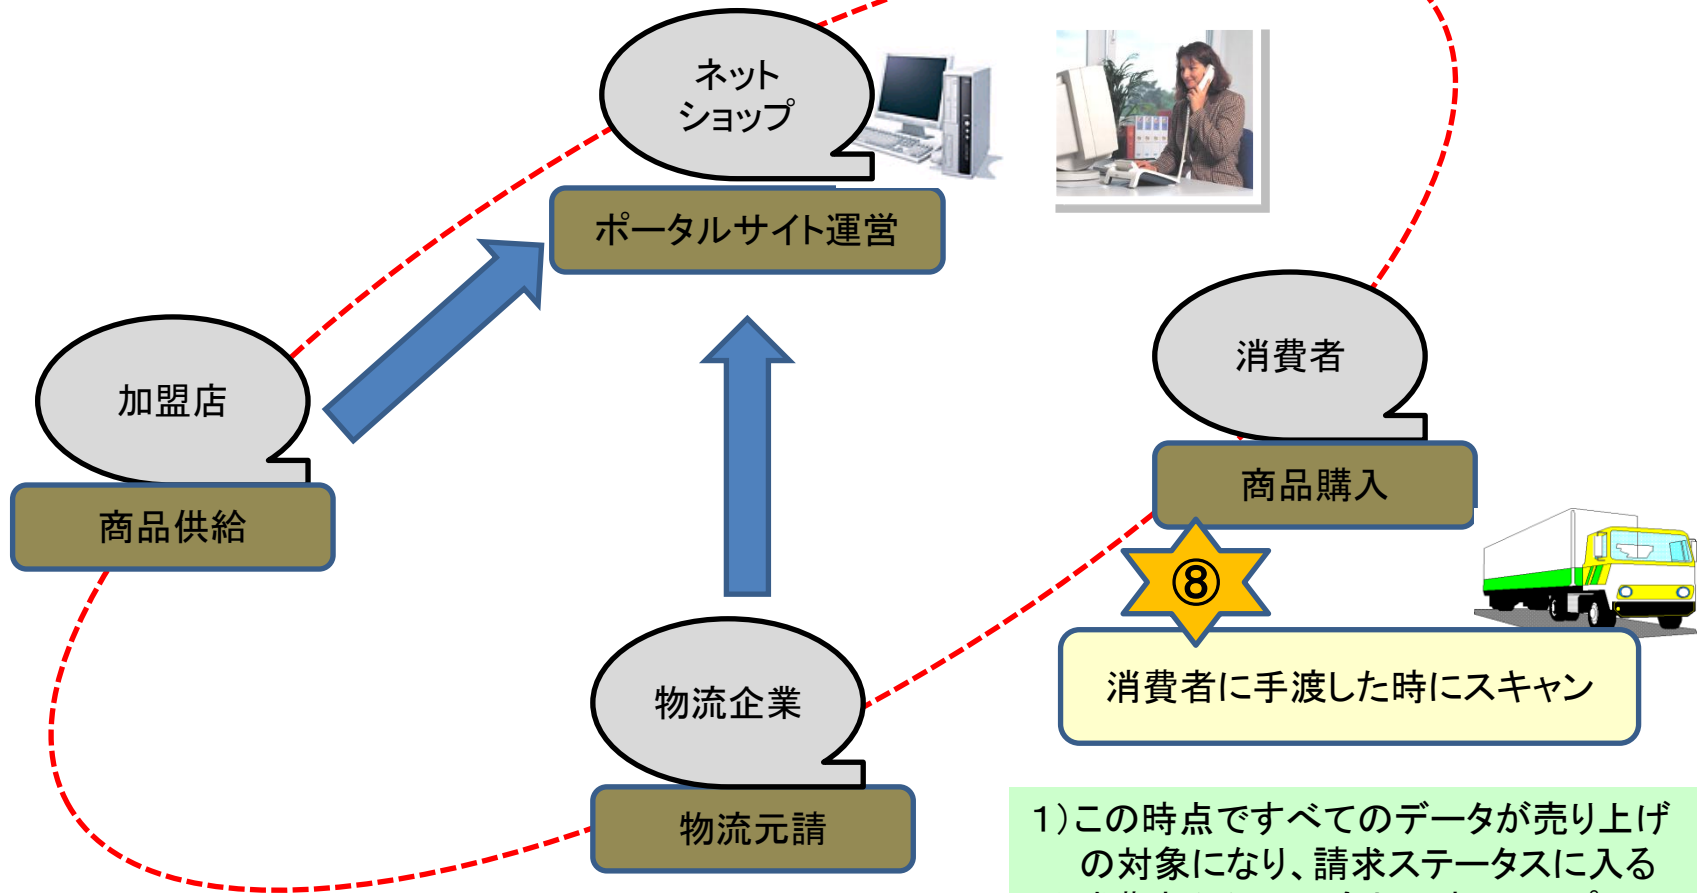 ネット
ショップ
ポータルサイト運営
加盟店
商品供給
消費者
商品購入
⑧
消費者に手渡した時にスキャン
物流企業
物流元請
1)この時点ですべてのデータが売り上げ
の対象になり、請求ステータスに入る